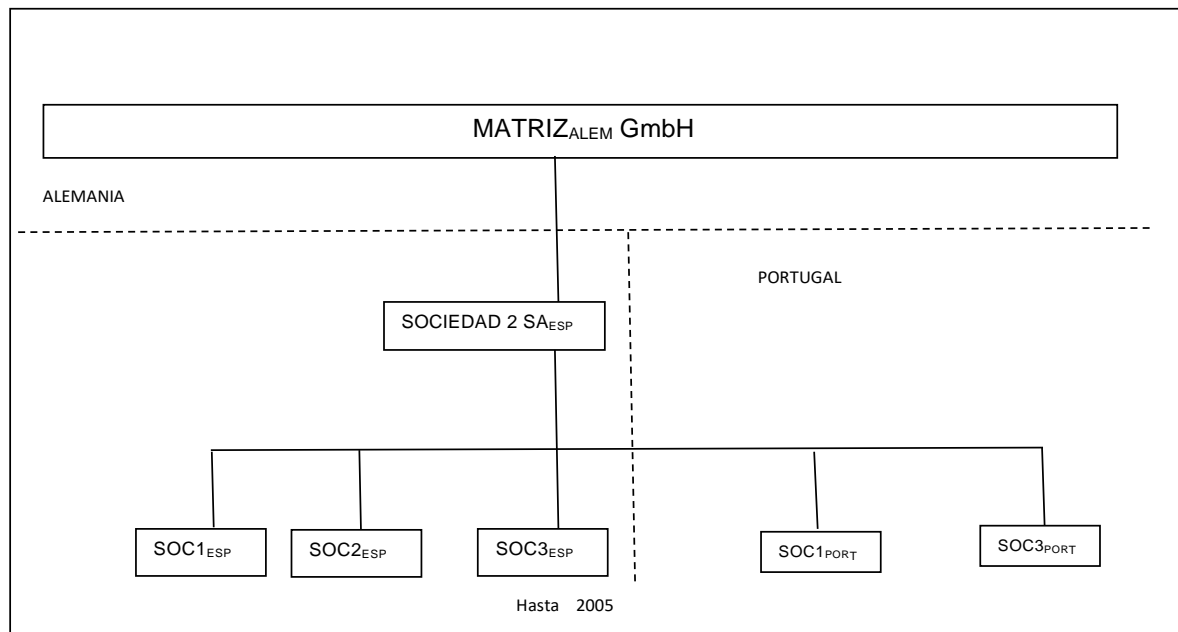 MATRIZALEM GmbH
ALEMANIA
PORTUGAL
SOCIEDAD 2 SAESP
SOC1ESP
SOC2ESP
SOC3ESP
SOC1PORT
SOC3PORT
Hasta 2005